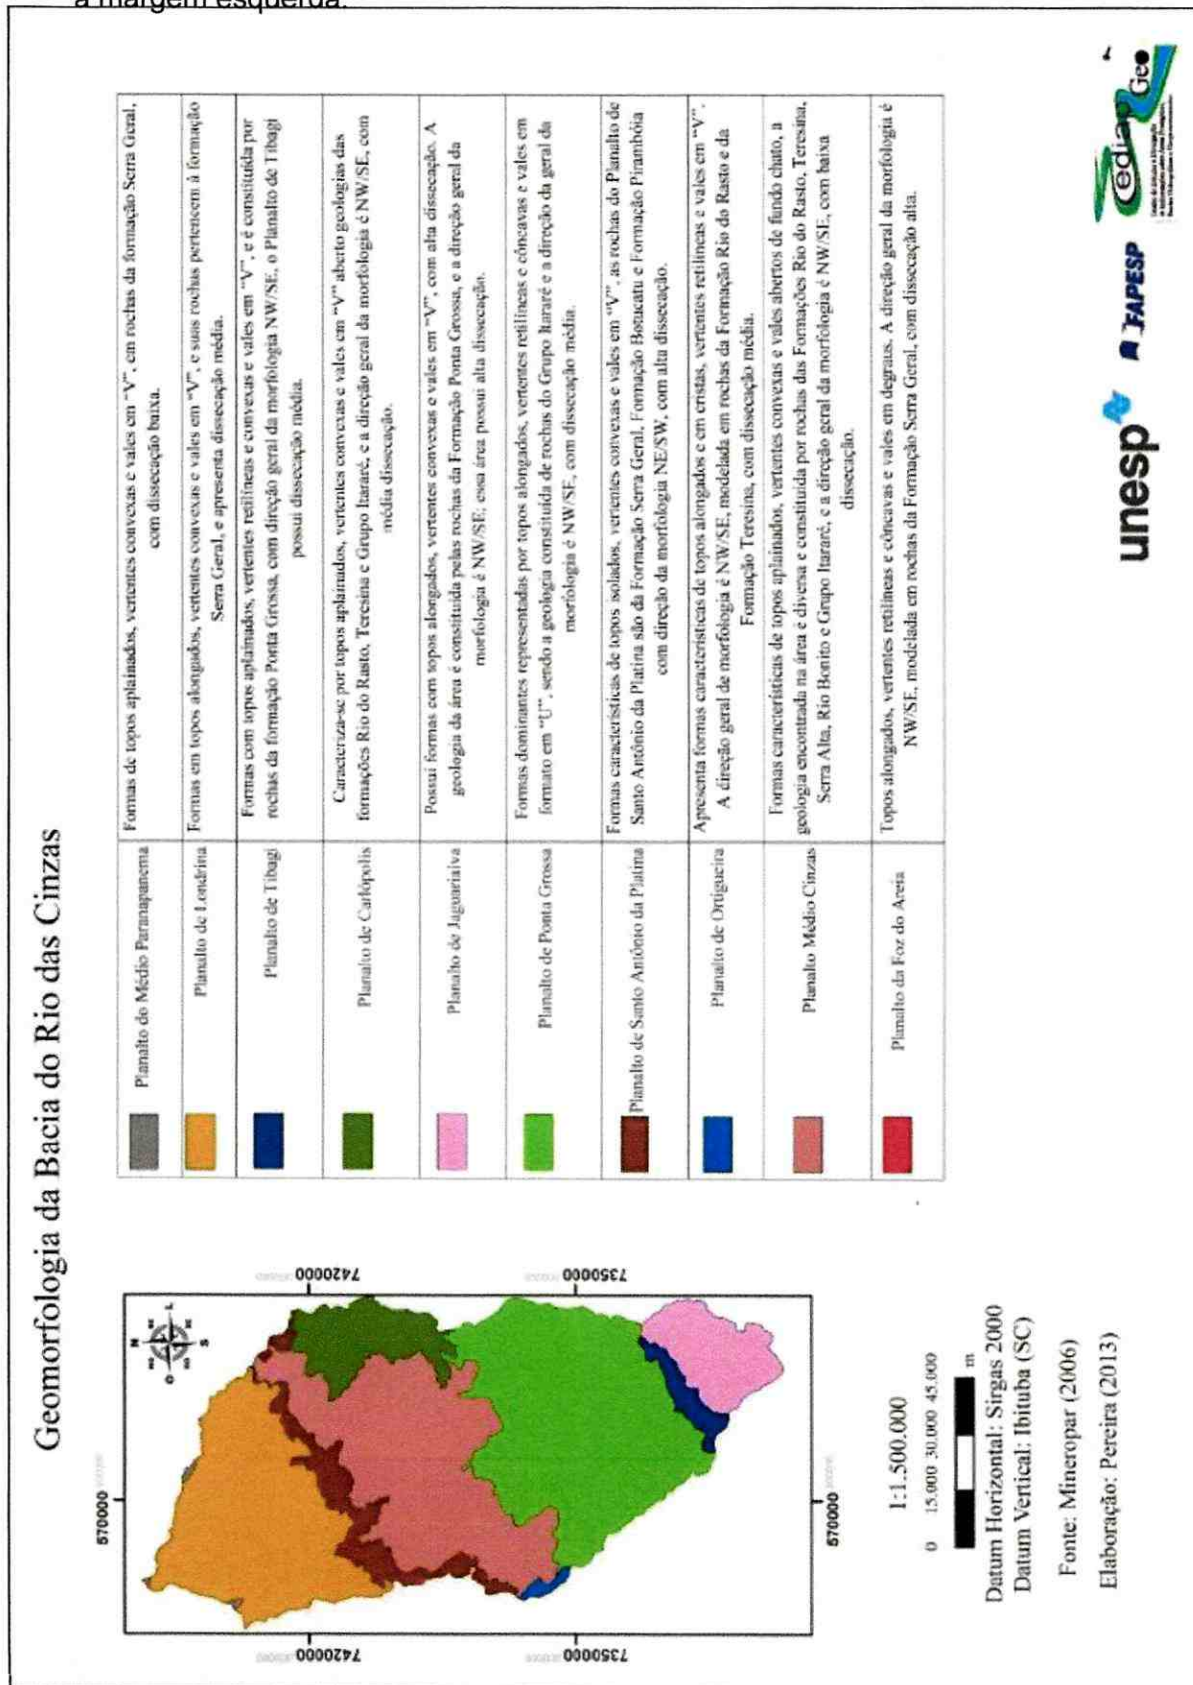 a margem esquerda.
Geomorfologia da Bacia do Rio das Cinzas
570000
7420000
7420000
7350000
7350000
570000
N
L
S
O
1:1.500.000
0 15.000 30.000 45.000
m
Datum Horizontal: Sirgas 2000
Datum Vertical: Ibituba (SC)
Fonte: Mineropar (2006)
Elaboração: Pereira (2013)
Planalto do Médio Paranapanema
Formas de topos aplainados, vertentes convexas e vales em "V", em rochas da formação Serra Geral,
com dissecação baixa.
Planalto de Londrina
Formas em topos alongados, vertentes convexas e vales em "V", e suas rochas pertencem à formação
Serra Geral, e apresenta dissecação média.
Planalto de Tibagi
Formas com topos aplainados, vertentes retilíneas e convexas e vales em "V", e é constituída por
rochas da formação Ponta Grossa, com direção geral da morfologia NW/SE, o Planalto de Tibagi
possui dissecação média.
Planalto de Carlópolis
Caracteriza-se por topos aplainados, vertentes convexas e vales em "V" aberto geologias das
formações Rio do Rasto, Teresina e Grupo Itararé, e a direção geral da morfologia é NW/SE, com
média dissecação.
Planalto de Jaguariaíva
Possui formas com topos alongados, vertentes convexas e vales em "V", com alta dissecação. A
geologia da área é constituída pelas rochas da Formação Ponta Grossa, e a direção geral da
morfologia é NW/SE; essa área possui alta dissecação.
Planalto de Ponta Grossa
Formas dominantes representadas por topos alongados, vertentes retilíneas e côncavas e vales em
formato em "U", sendo a geologia constituída de rochas do Grupo Itararé e a direção da geral da
morfologia é NW/SE, com dissecação média.
Planalto de Santo Antônio da Platina
Formas características de topos isolados, vertentes convexas e vales em "V", as rochas do Planalto de
Santo Antônio da Platina são da Formação Serra Geral, Formação Botucatu e Formação Pirambóia
com direção da morfologia NE/SW, com alta dissecação.
Planalto de Ortigueira
Apresenta formas características de topos alongados e em cristas, vertentes retilíneas e vales em "V".
A direção geral de morfologia é NW/SE, modelada em rochas da Formação Rio do Rasto e da
Formação Teresina, com dissecação média.
Planalto Médio Cinzas
Formas características de topos aplainados, vertentes convexas e vales abertos de fundo chato, a
geologia encontrada na área é diversa e constituída por rochas das Formações Rio do Rasto, Teresina,
Serra Alta, Rio Bonito e Grupo Itararé, e a direção geral da morfologia é NW/SE, com baixa
dissecação.
Planalto da Foz do Areia
Topos alongados, vertentes retilíneas e côncavas e vales em degraus. A direção geral da morfologia é
NW/SE, modelada em rochas da Formação Serra Geral, com dissecação alta.
unesp
FAPESP
Cediap Geo